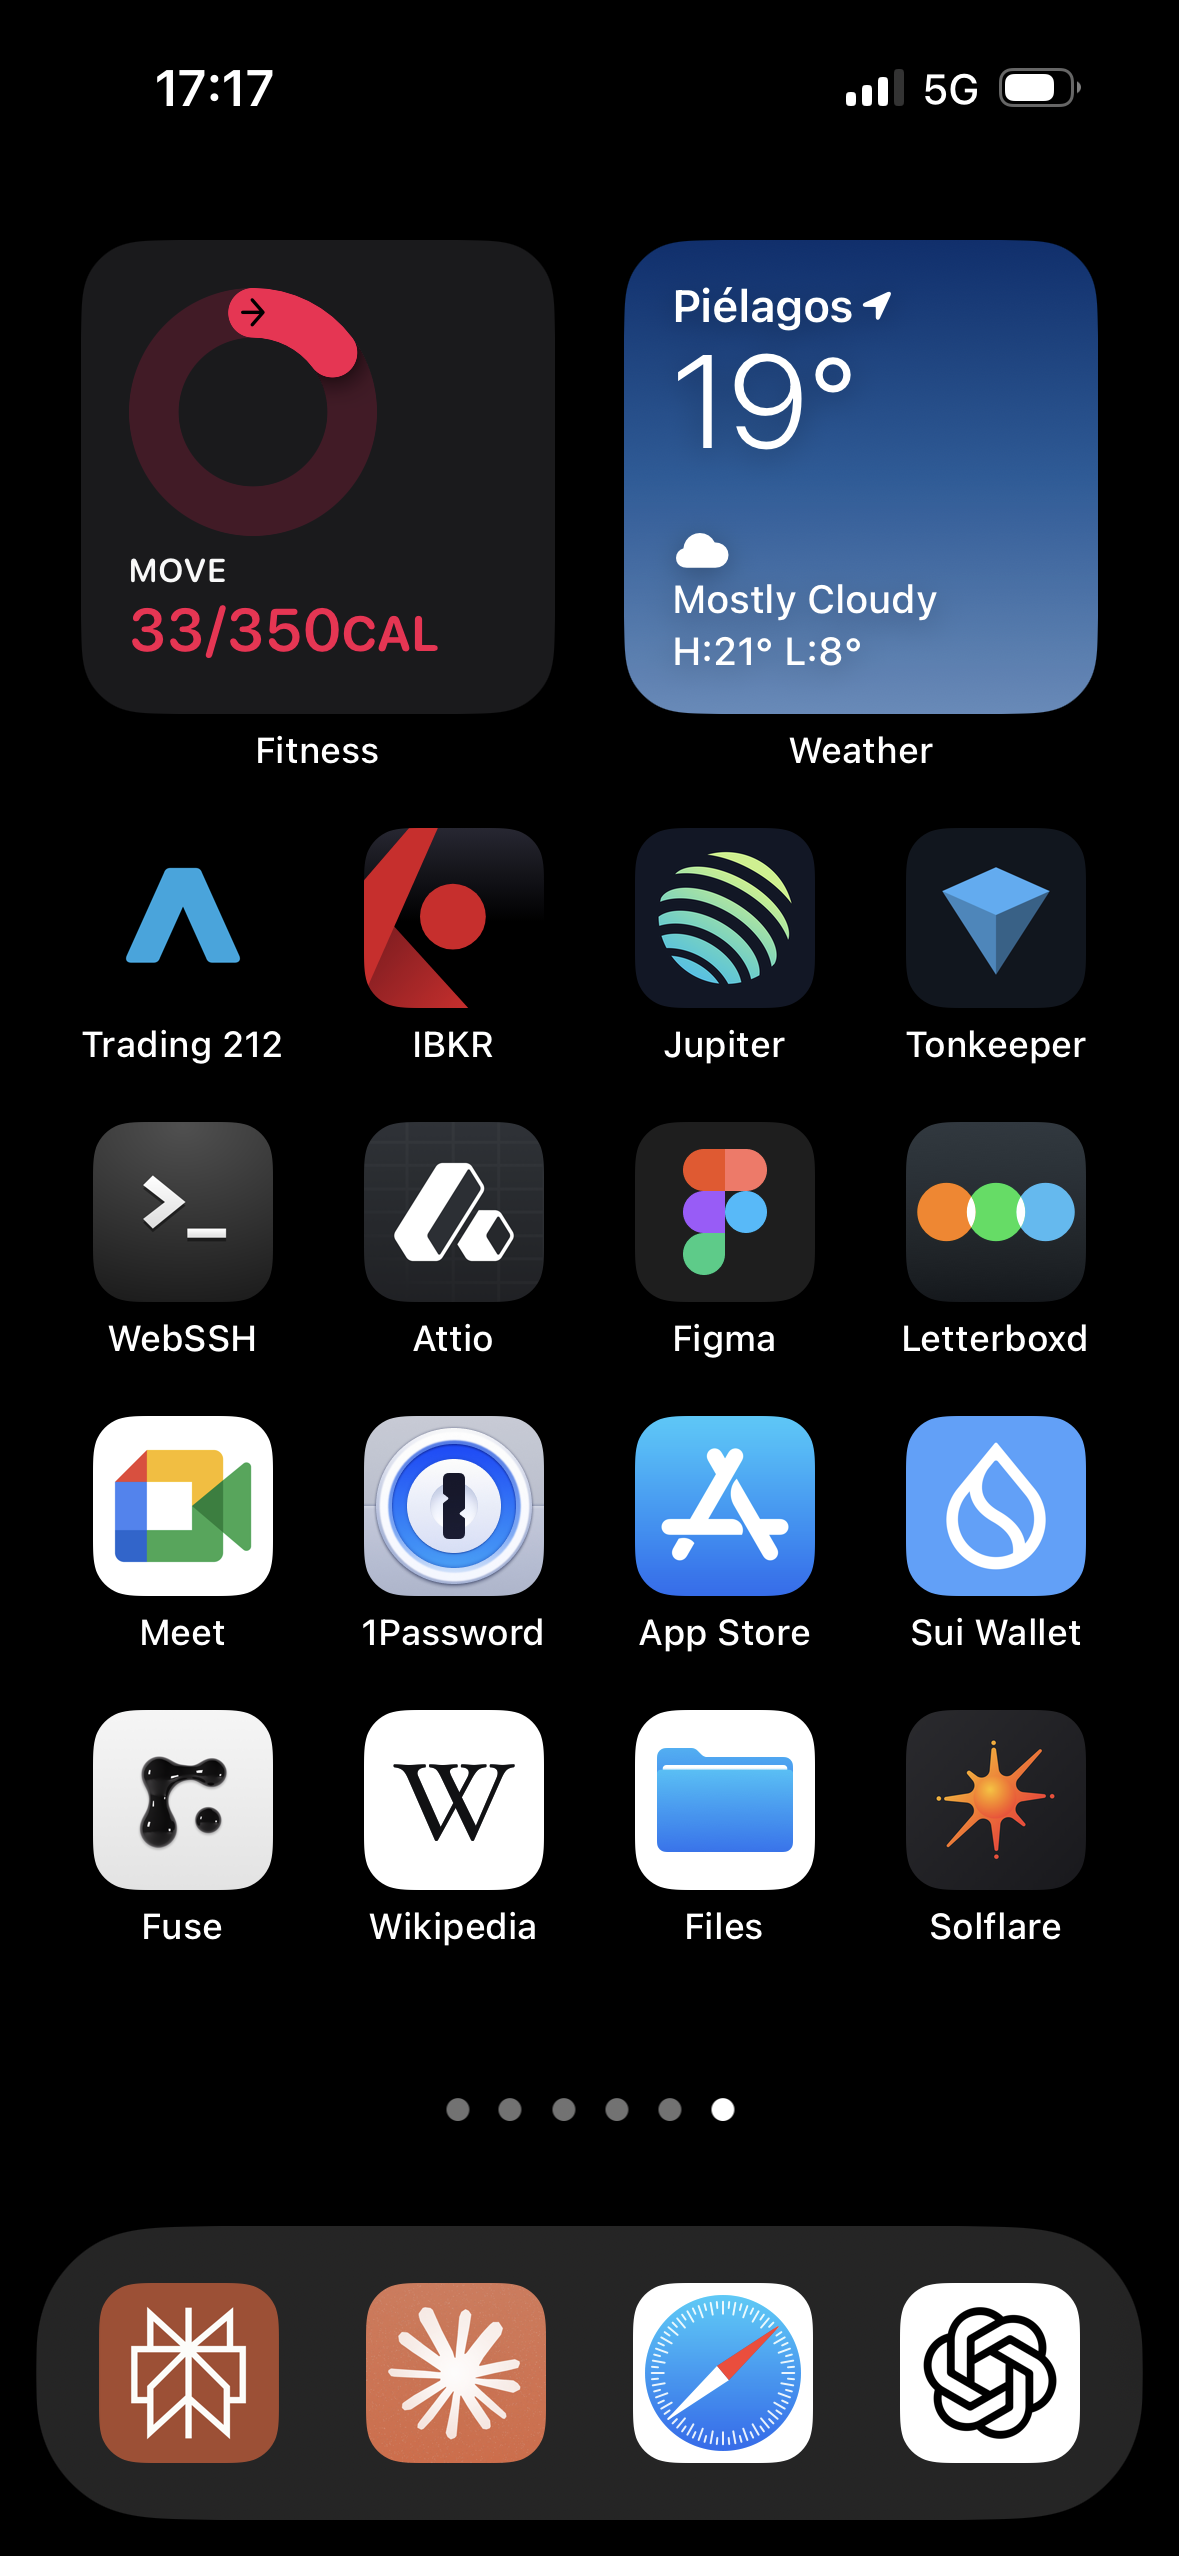 17:17 5G
MOVE
33/350CAL
Fitness
Piélagos
19°
Mostly Cloudy
H:21° L:8°
Weather
Trading 212 IBKR Jupiter Tonkeeper
WebSSH Attio Figma Letterboxd
Meet 1Password App Store Sui Wallet
W
Fuse Wikipedia Files Solflare